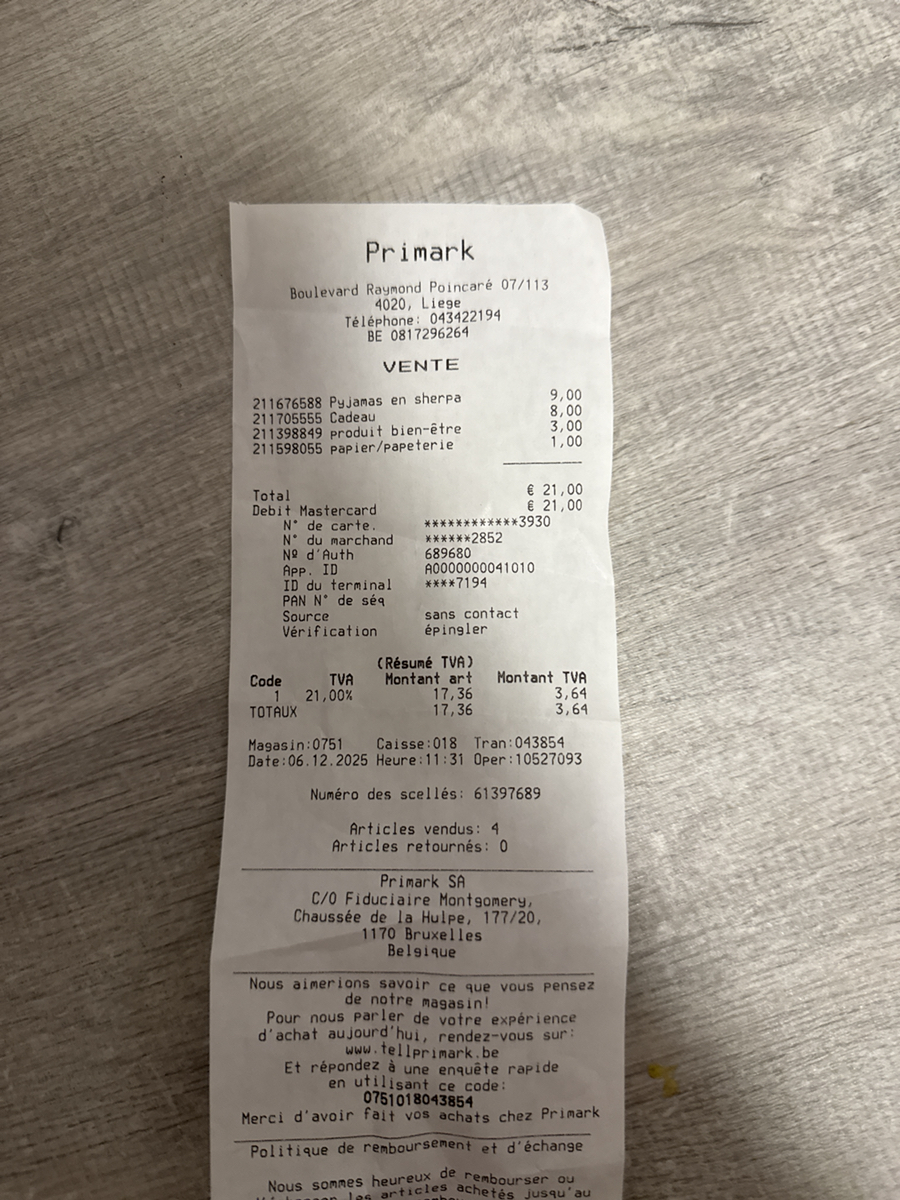 Primark
Boulevard Raymond Poincaré 07/113
4020, Liege
Téléphone: 043422194
BE 0817296264
VENTE
211676588 Pyjamas en sherpa 9,00
211705555 Cadeau 8,00
211398849 produit bien-être 3,00
211598055 papier/papeterie 1,00
Total € 21,00
Debit Mastercard € 21,00
N° de carte. ************3930
N° du marchand ******2852
Nº d'Auth 689680
App. ID A0000000041010
ID du terminal ****7194
PAN N° de séq
Source sans contact
Vérification épingler
(Résumé TVA)
Code TVA Montant art Montant TVA
1 21,00% 17,36 3,64
TOTAUX 17,36 3,64
Magasin:0751 Caisse:018 Tran:043854
Date:06.12.2025 Heure:11:31 Oper:10527093
Numéro des scellés: 61397689
Articles vendus: 4
Articles retournés: 0
Primark SA
C/O Fiduciaire Montgomery,
Chaussée de la Hulpe, 177/20,
1170 Bruxelles
Belgique
Nous aimerions savoir ce que vous pensez
de notre magasin!
Pour nous parler de votre expérience
d'achat aujourd'hui, rendez-vous sur:
www.tellprimark.be
Et répondez à une enquête rapide
en utilisant ce code:
0751018043854
Merci d'avoir fait vos achats chez Primark
Politique de remboursement et d'échange
Nous sommes heureux de rembourser ou
les articles achetés jusqu'au